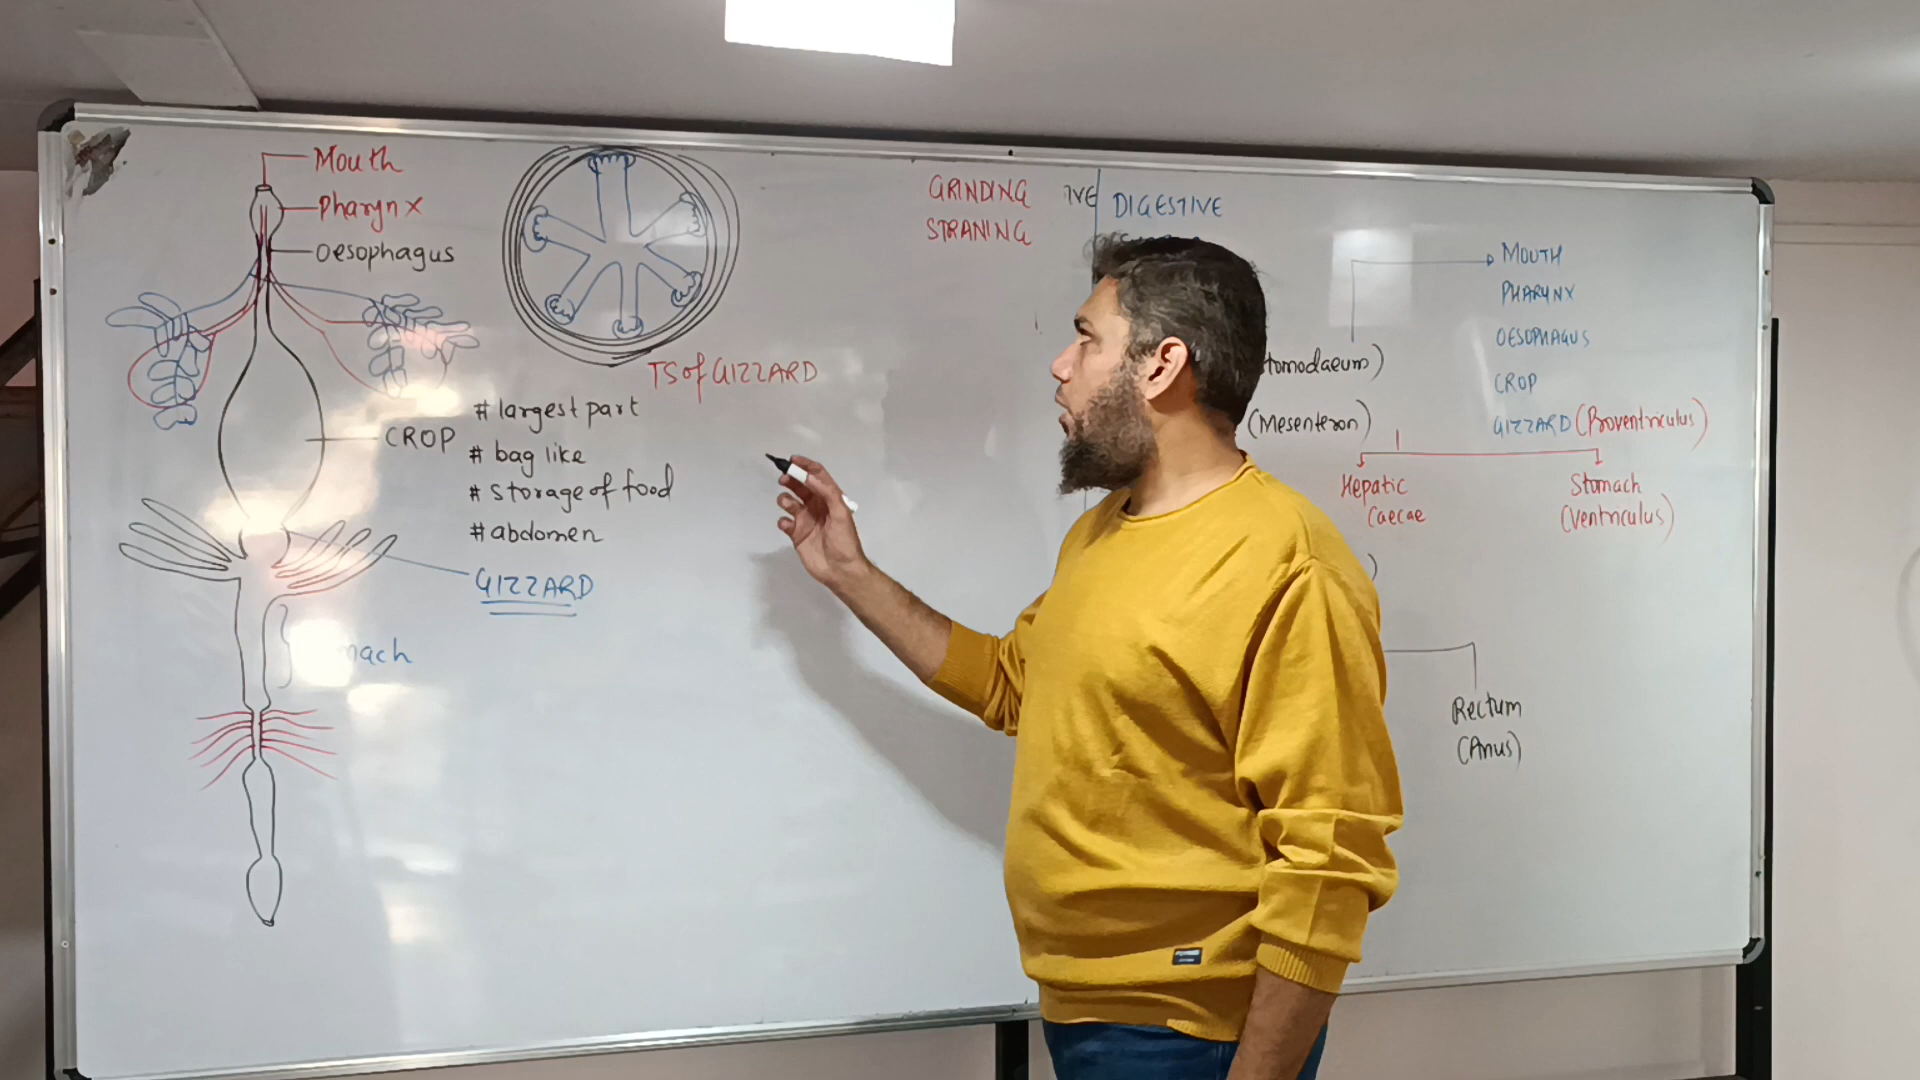 Mouth
Pharynx
Oesophagus
TS of GIZZARD
CROP
# largest part
# bag like
# storage of food
# abdomen
GIZZARD
GRINDING
STRANING
IVE
DIGESTIVE
MOUTH
PHARYNX
OESOPHAGUS
CROP
GIZZARD (Proventriculus)
tomodaeum)
(Mesenteron)
Hepatic
Caecae
Stomach
(Ventriculus)
Rectum
(Anus)